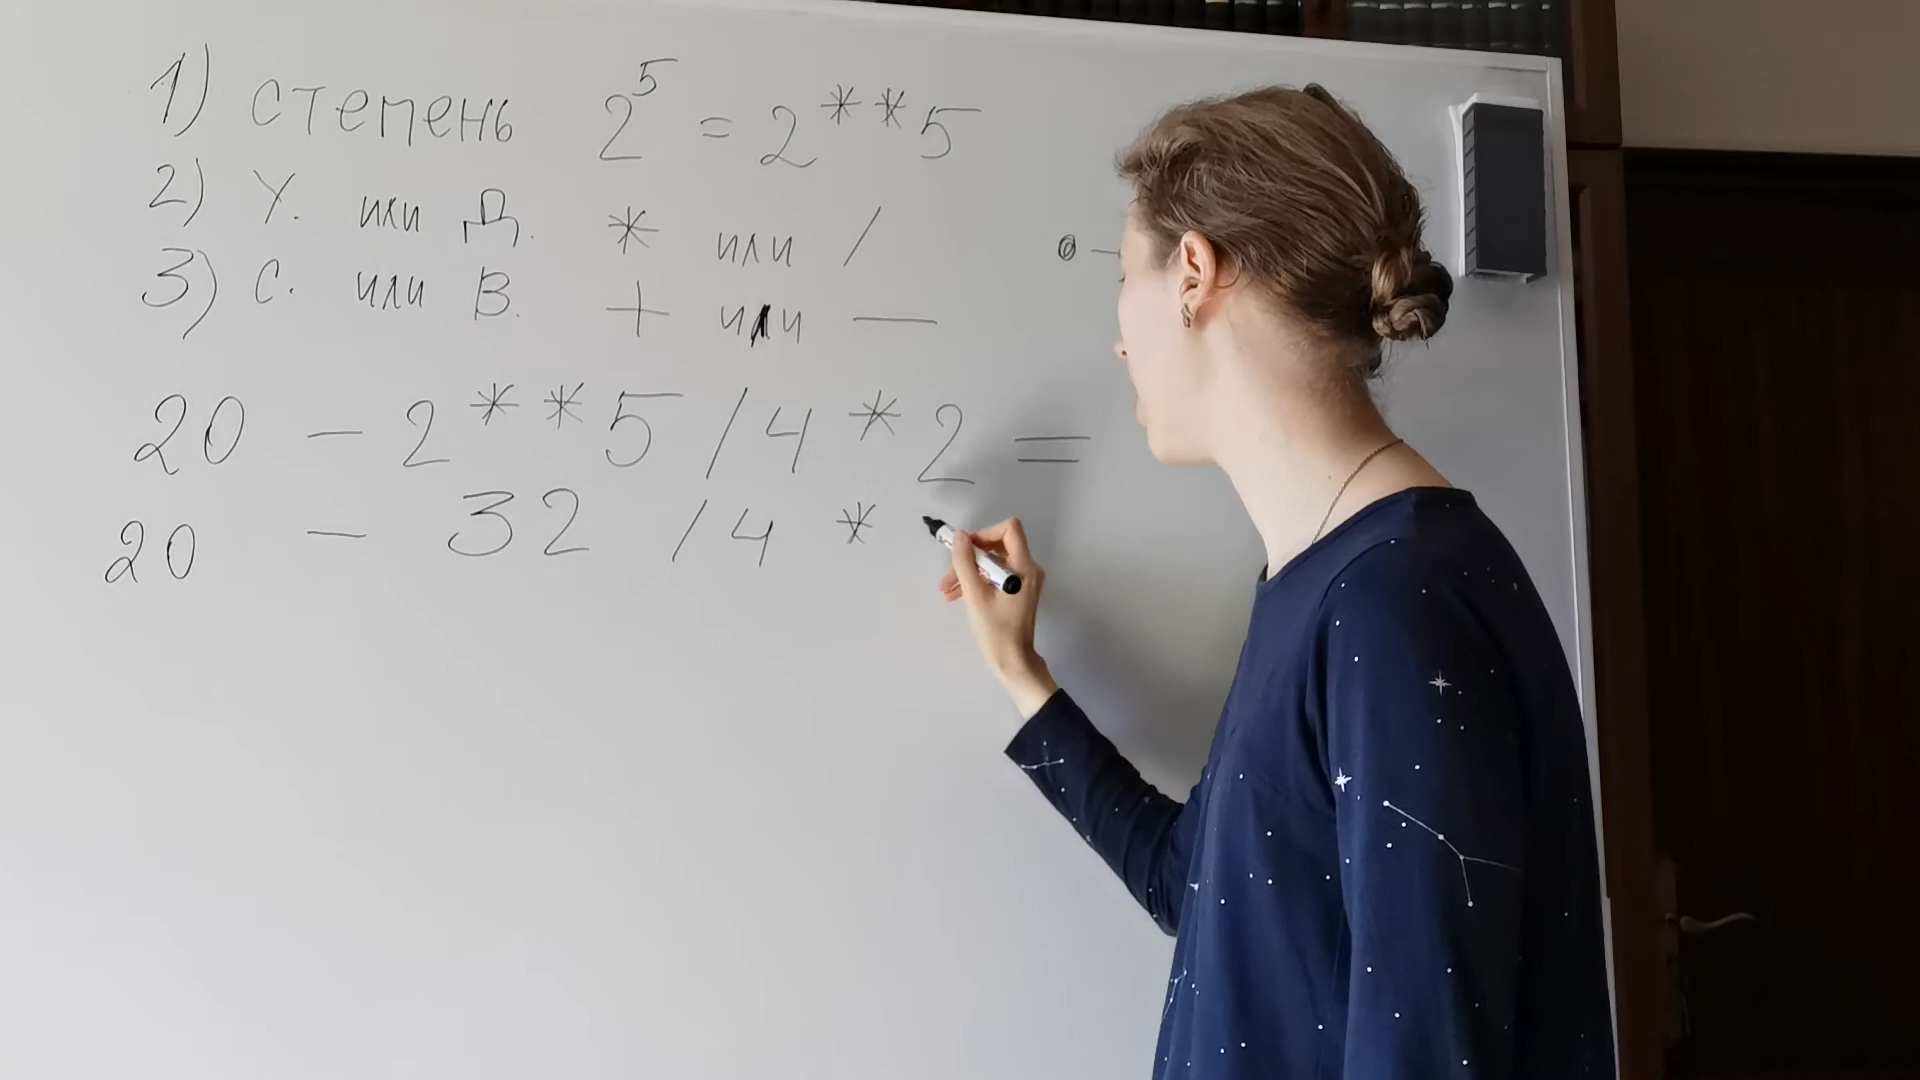 1) степень 2⁵ = 2**5
2) У. или Д. * или /
3) С. или В. + или —
20 - 2**5/4*2=
20 - 32 /4 *